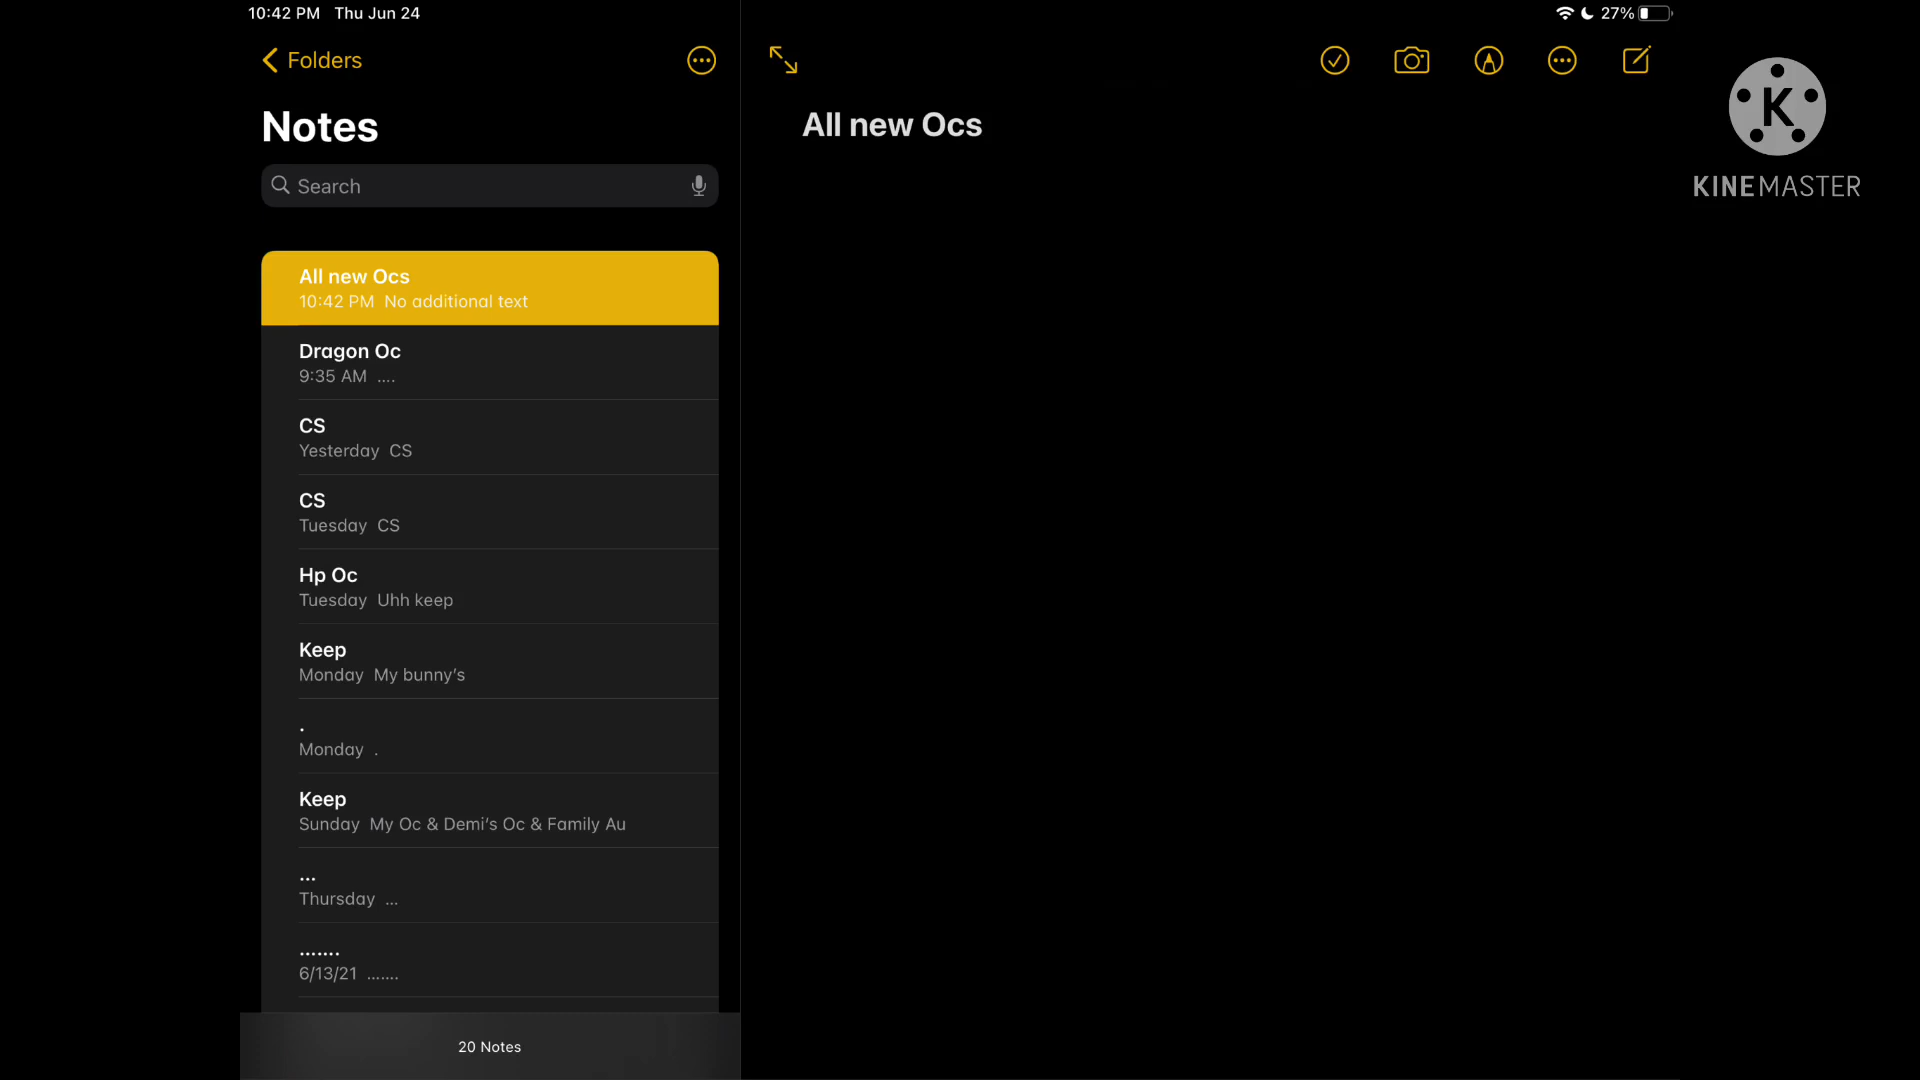 10:42 PM Thu Jun 24
27%
Folders
Notes
Search
All new Ocs
10:42 PM No additional text
Dragon Oc
9:35 AM ....
CS
Yesterday CS
CS
Tuesday CS
Hp Oc
Tuesday Uhh keep
Keep
Monday My bunny’s
.
Monday .
Keep
Sunday My Oc & Demi’s Oc & Family Au
...
Thursday ...
.......
6/13/21 .......
20 Notes
All new Ocs
K
KINEMASTER